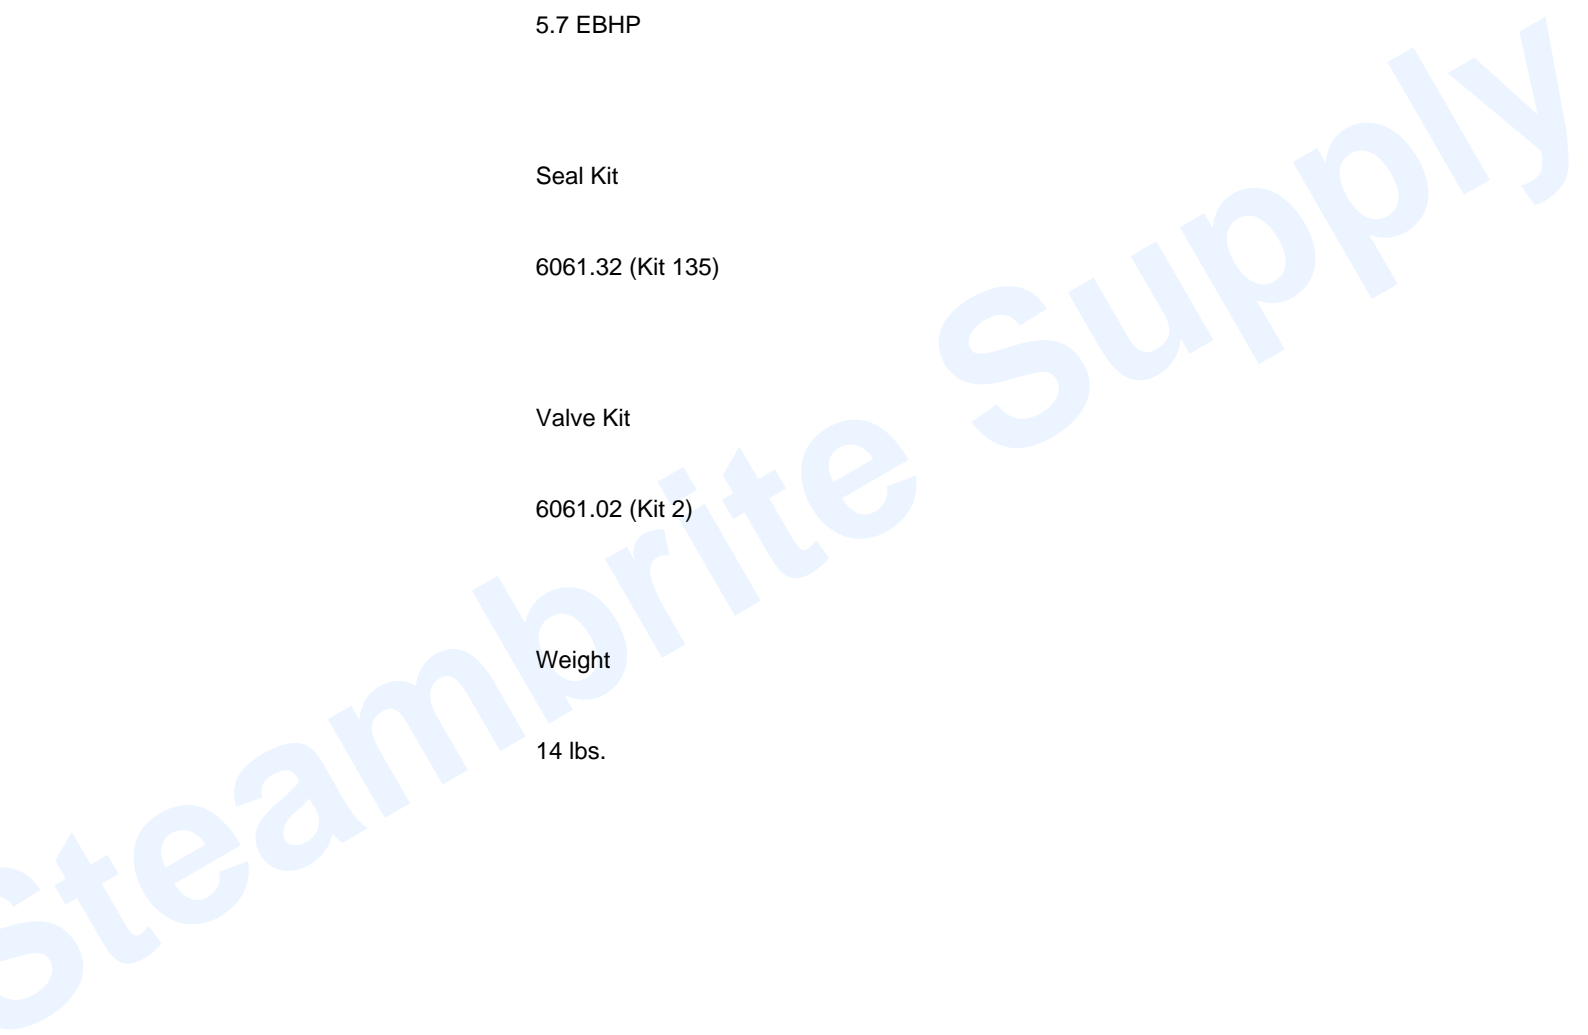 5.7 EBHP
Seal Kit
6061.32 (Kit 135)
Valve Kit
6061.02 (Kit 2)
Weight
14 lbs.
Steambrite Supply